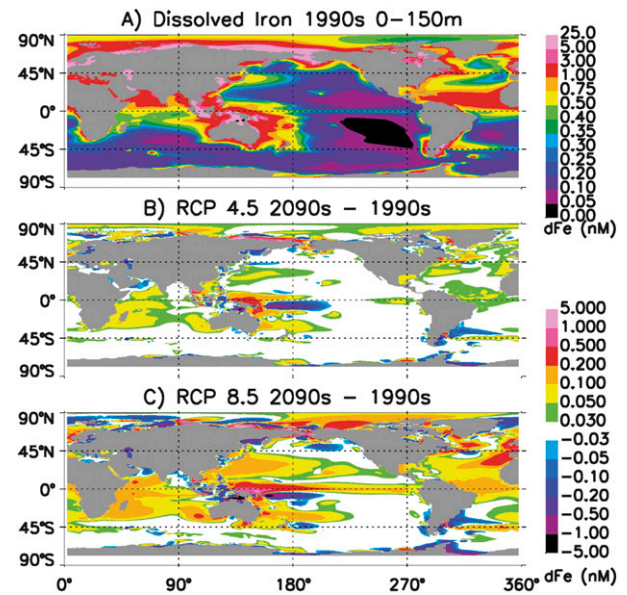 A) Dissolved Iron 1990s 0-150m
90°N
45°N
0°
45°S
90°S
25.0
5.00
3.00
1.00
0.75
0.50
0.40
0.35
0.30
0.25
0.20
0.15
0.10
0.05
0.00
dFe (nM)
B) RCP 4.5 2090s - 1990s
90°N
45°N
0°
45°S
90°S
C) RCP 8.5 2090s - 1990s
90°N
45°N
0°
45°S
90°S
0° 90° 180° 270° 360°
5.000
1.000
0.500
0.200
0.100
0.050
0.030
-0.03
-0.05
-0.10
-0.20
-0.50
-1.00
-5.00
dFe (nM)